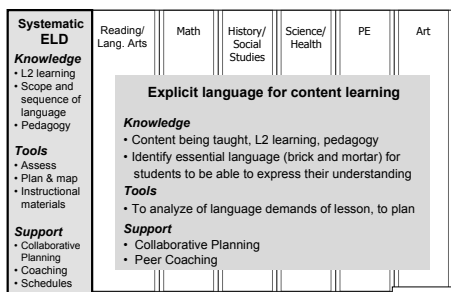 Systematic
ELD
Knowledge
• L2 learning
• Scope and
sequence of
language
• Pedagogy
Tools
• Assess
• Plan & map
• Instructional
materials
Support
• Collaborative
Planning
• Coaching
• Schedules
Reading/
Lang. Arts
Math
History/
Social
Studies
Science/
Health
PE
Art
Explicit language for content learning
Knowledge
• Content being taught, L2 learning, pedagogy
• Identify essential language (brick and mortar) for
students to be able to express their understanding
Tools
• To analyze of language demands of lesson, to plan
Support
• Collaborative Planning
• Peer Coaching